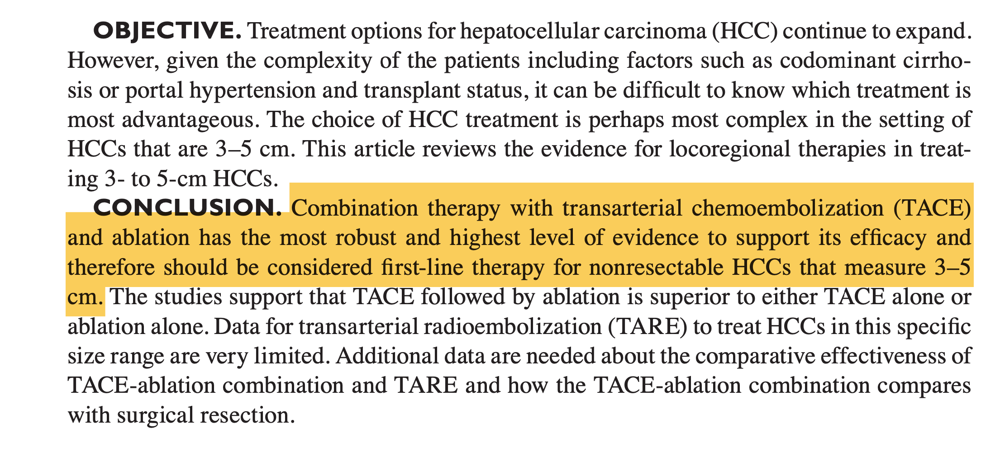 OBJECTIVE. Treatment options for hepatocellular carcinoma (HCC) continue to expand.
However, given the complexity of the patients including factors such as codominant cirrho-
sis or portal hypertension and transplant status, it can be difficult to know which treatment is
most advantageous. The choice of HCC treatment is perhaps most complex in the setting of
HCCs that are 3–5 cm. This article reviews the evidence for locoregional therapies in treat-
ing 3- to 5-cm HCCs.
CONCLUSION. Combination therapy with transarterial chemoembolization (TACE)
and ablation has the most robust and highest level of evidence to support its efficacy and
therefore should be considered first-line therapy for nonresectable HCCs that measure 3–5
cm. The studies support that TACE followed by ablation is superior to either TACE alone or
ablation alone. Data for transarterial radioembolization (TARE) to treat HCCs in this specific
size range are very limited. Additional data are needed about the comparative effectiveness of
TACE-ablation combination and TARE and how the TACE-ablation combination compares
with surgical resection.